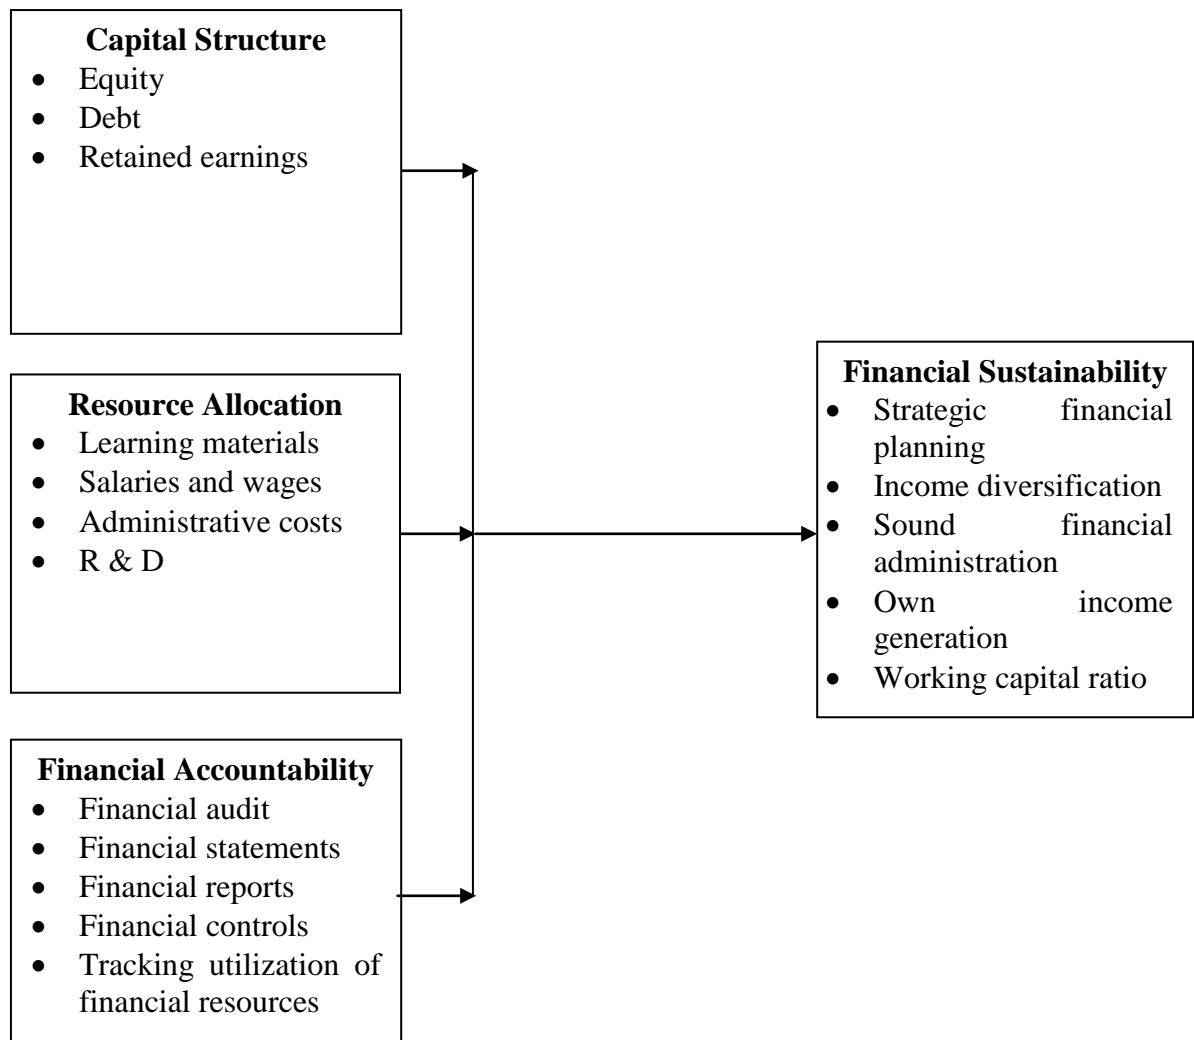 Capital Structure
• Equity
• Debt
• Retained earnings
Resource Allocation
• Learning materials
• Salaries and wages
• Administrative costs
• R & D
Financial Accountability
• Financial audit
• Financial statements
• Financial reports
• Financial controls
• Tracking utilization of
financial resources
Financial Sustainability
• Strategic financial
planning
• Income diversification
• Sound financial
administration
• Own income
generation
• Working capital ratio